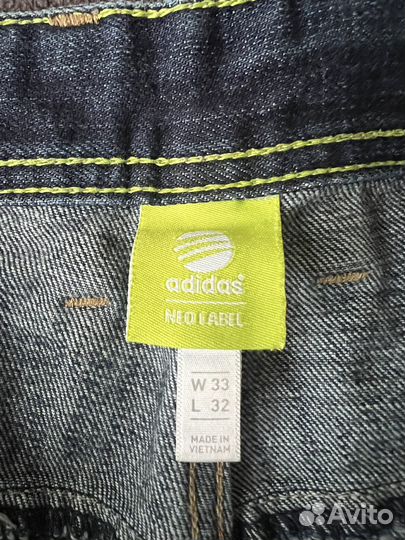 adidas
NEO LABEL
W 33
L 32
MADE IN
VIETNAM
Avito